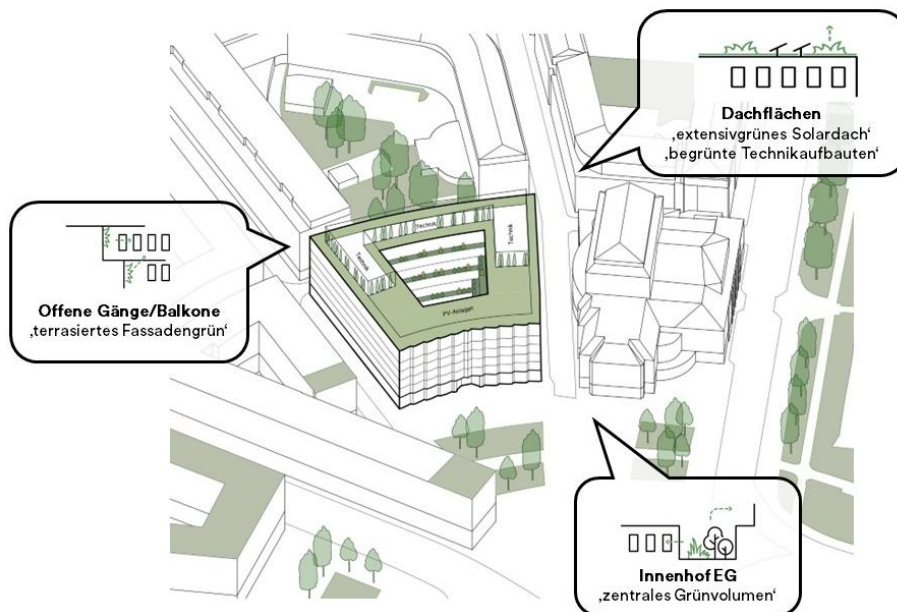 Dachflächen
‚extensivgrünes Solardach‘
‚begrünte Technikaufbauten‘
Offene Gänge/Balkone
‚terrasiertes Fassadengrün‘
Technik
Technik
Technik
PV-Anlagen
Innenhof EG
‚zentrales Grünvolumen‘